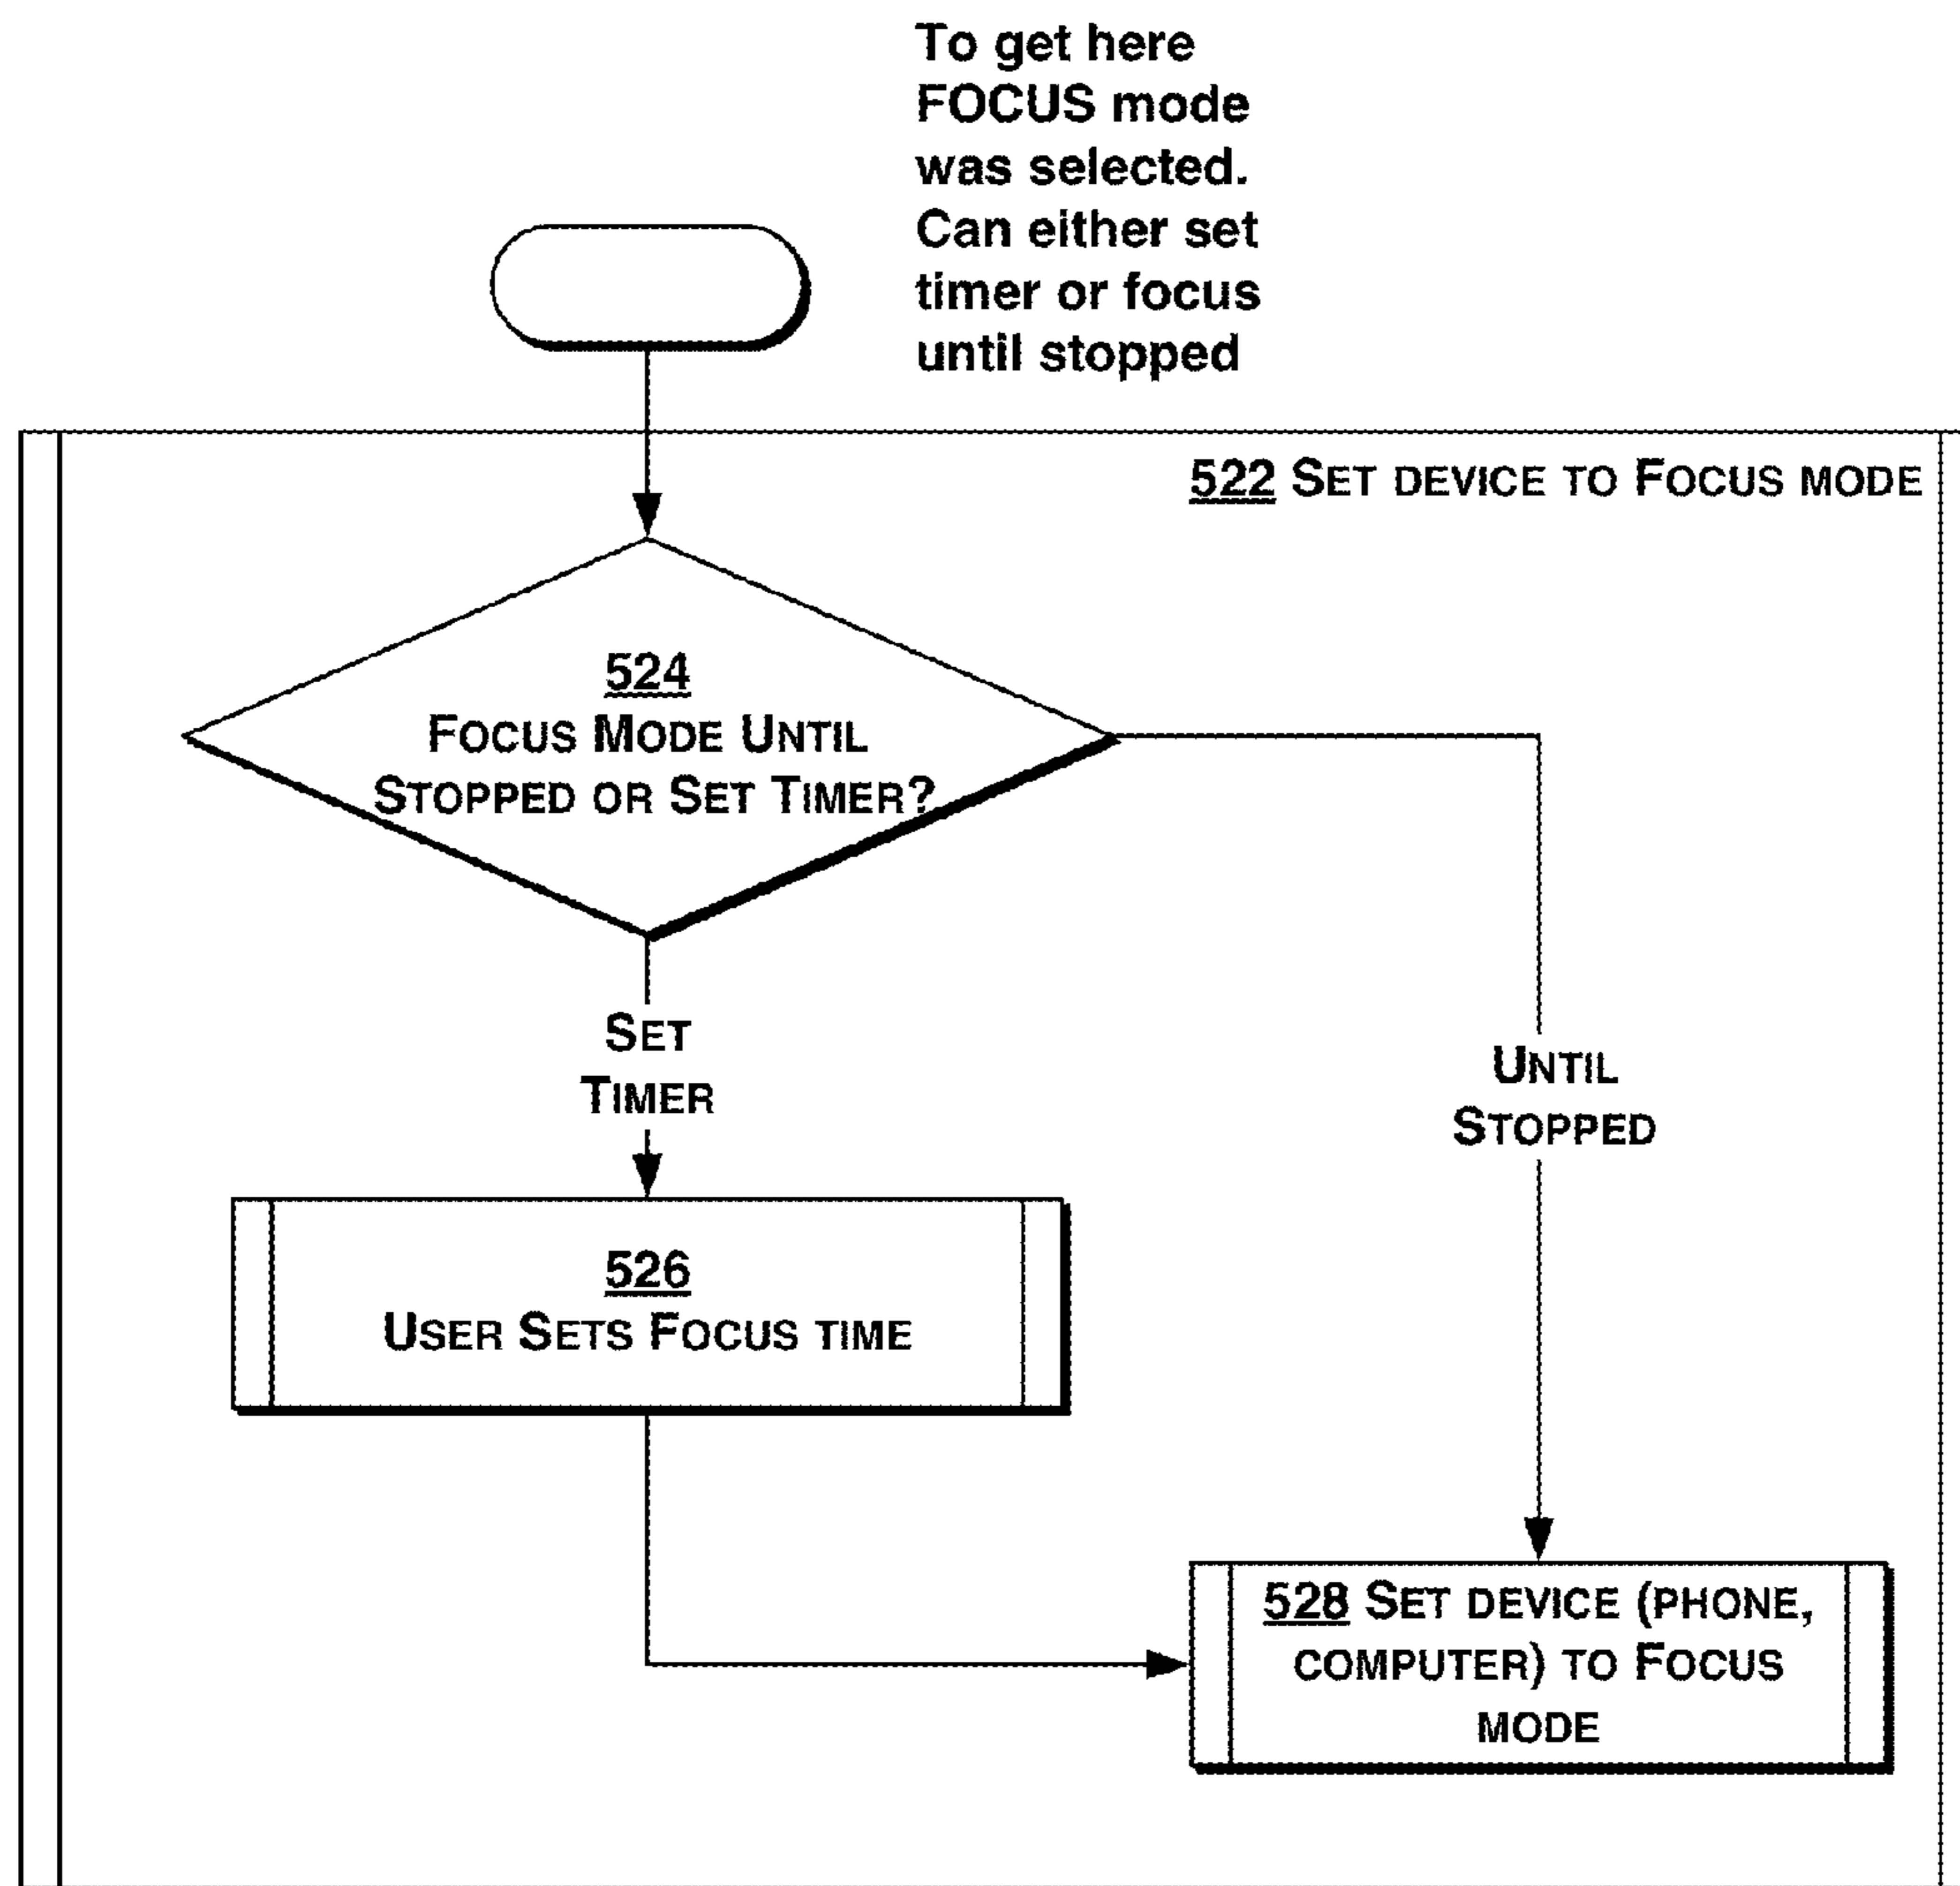 To get here
FOCUS mode
was selected.
Can either set
timer or focus
until stopped
522 SET DEVICE TO FOCUS MODE
524
FOCUS MODE UNTIL
STOPPED OR SET TIMER?
SET
TIMER
UNTIL
STOPPED
526
USER SETS FOCUS TIME
528 SET DEVICE (PHONE,
COMPUTER) TO FOCUS
MODE